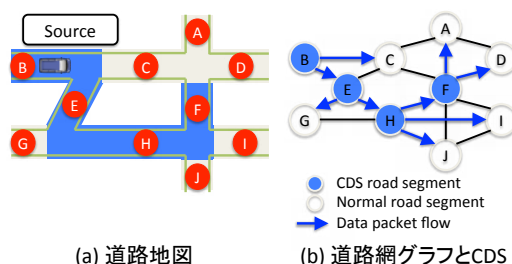 Source
A
B
C
D
E
F
G
H
I
J
(a) 道路地図
A
B
C
D
E
F
G
H
I
J
CDS road segment
Normal road segment
Data packet flow
(b) 道路網グラフとCDS